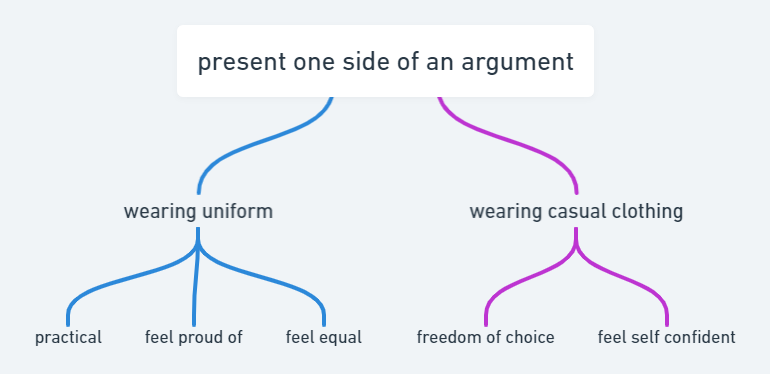 present one side of an argument
wearing uniform
wearing casual clothing
practical
feel proud of
feel equal
freedom of choice
feel self confident